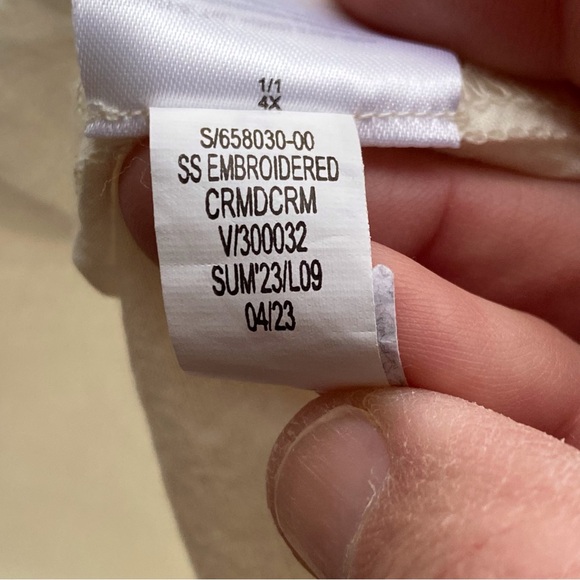 1/1
4X
S/658030-00
SS EMBROIDERED
CRMDCRM
V/300032
SUM'23/L09
04/23